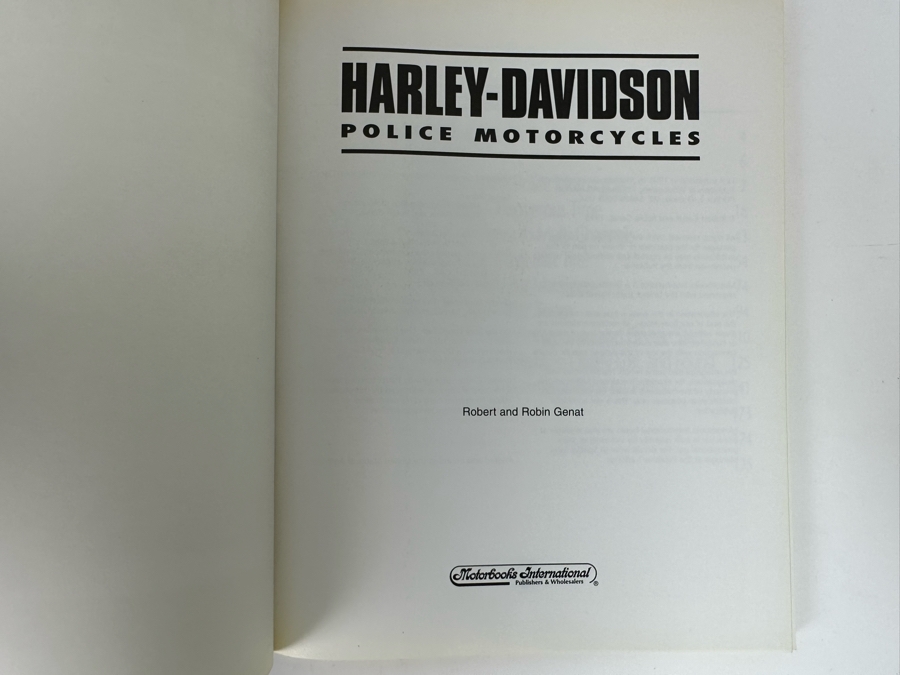 HARLEY-DAVIDSON
POLICE MOTORCYCLES
Robert and Robin Genat
Motorbooks International
Publishers & Wholesalers ®